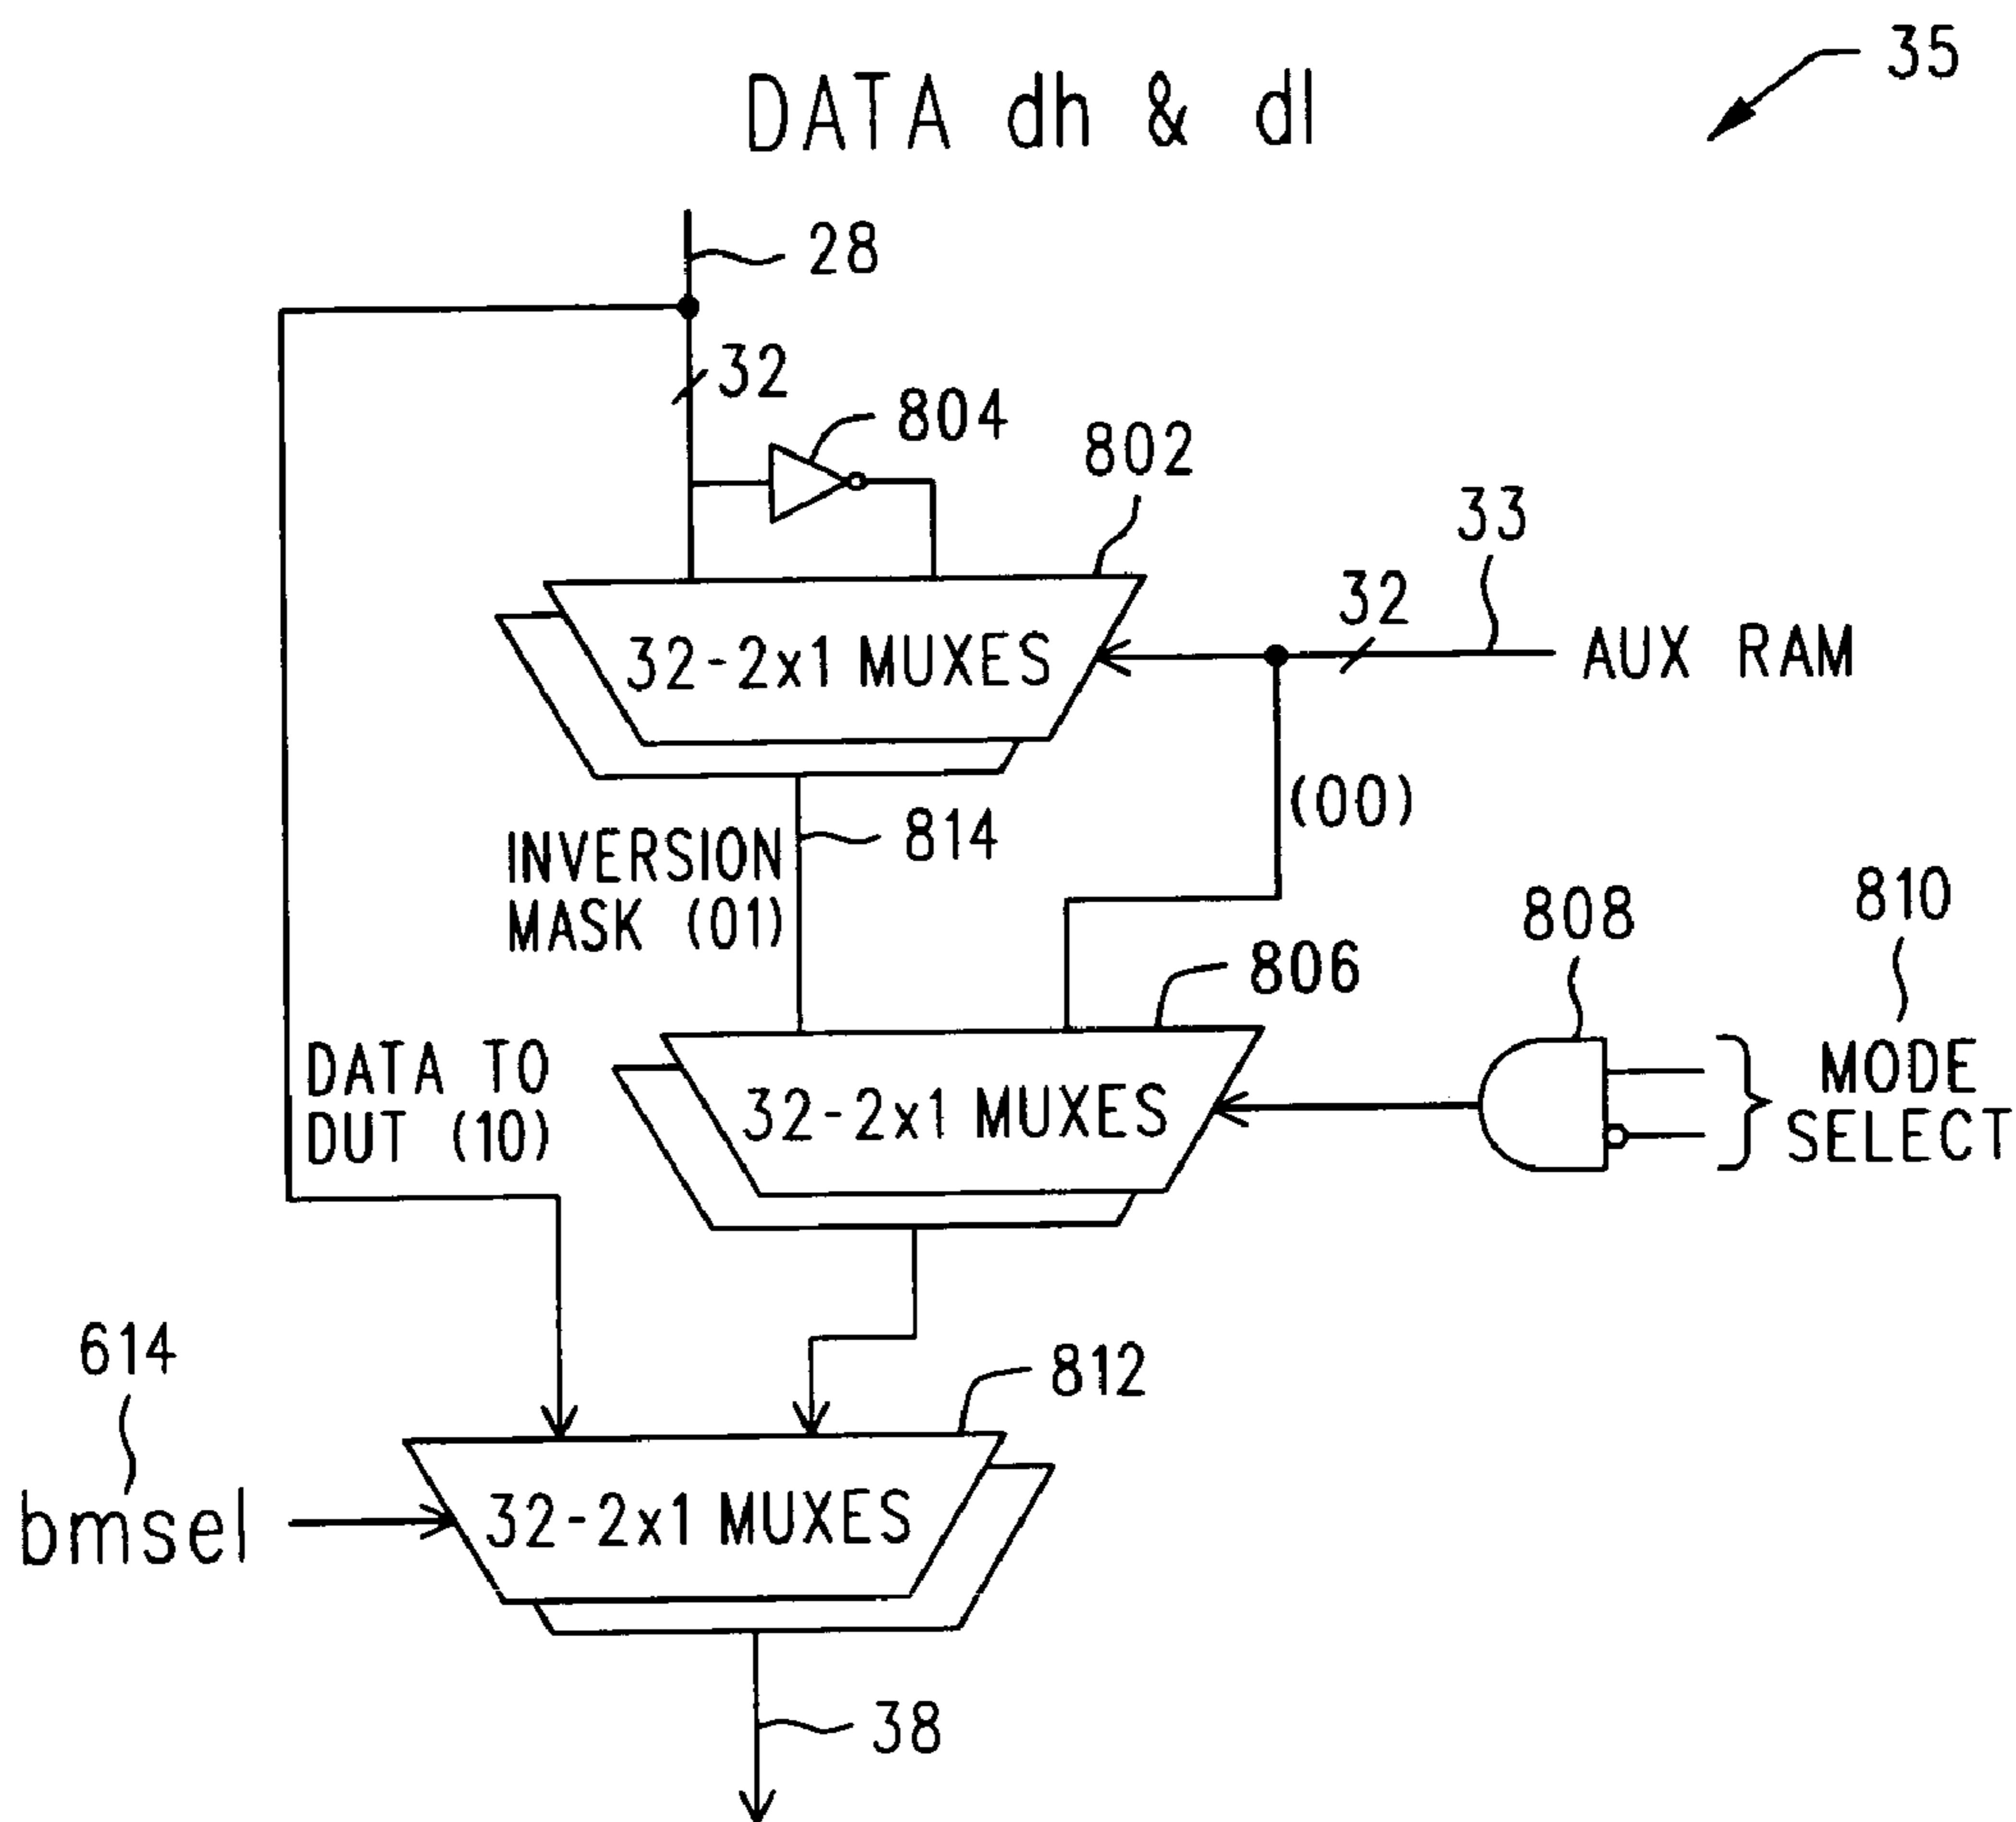 35
DATA dh & dl
28
32
804
802
33
32
32-2x1 MUXES
AUX RAM
(00)
814
INVERSION
MASK (01)
810
808
806
DATA TO
DUT (10)
32-2x1 MUXES
MODE
SELECT
614
812
bmsel
32-2x1 MUXES
38